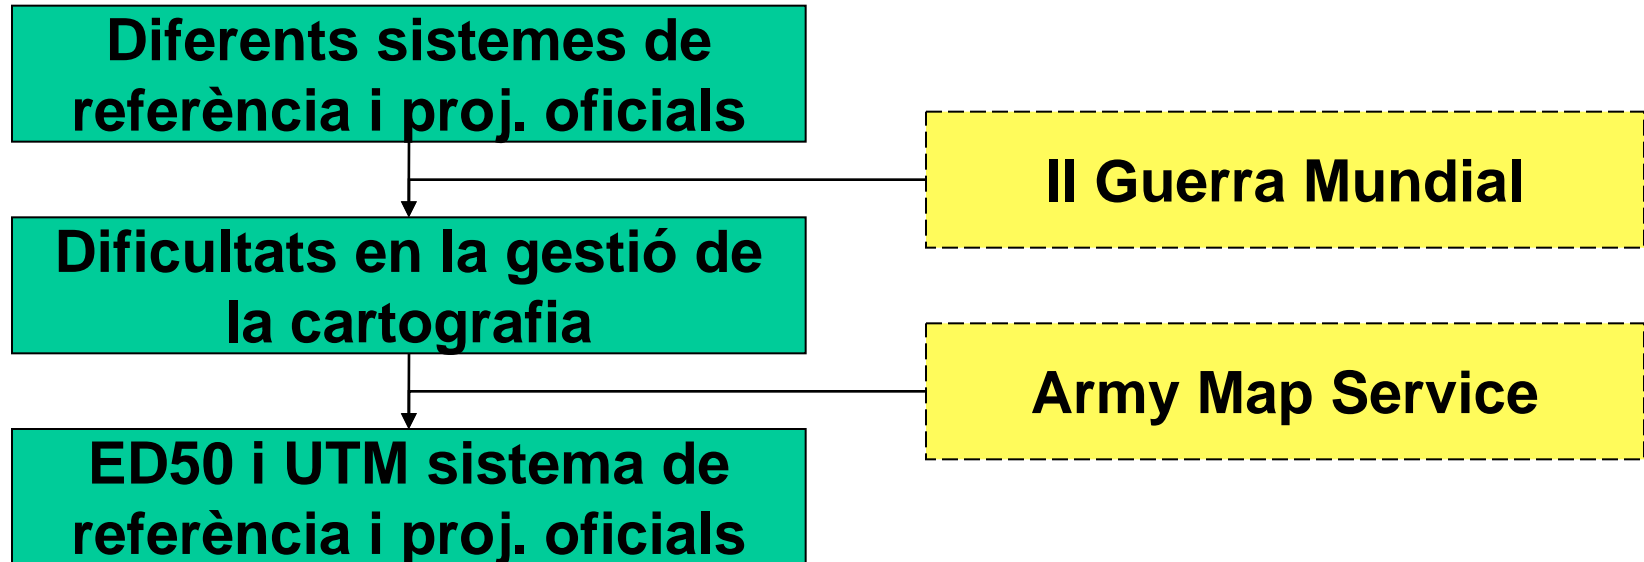 Diferents sistemes de
referència i proj. oficials
II Guerra Mundial
Dificultats en la gestió de
la cartografia
Army Map Service
ED50 i UTM sistema de
referència i proj. oficials